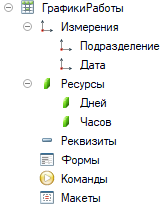 ГрафикиРаботы
Измерения
Подразделение
Дата
Ресурсы
Дней
Часов
Реквизиты
Формы
Команды
Макеты